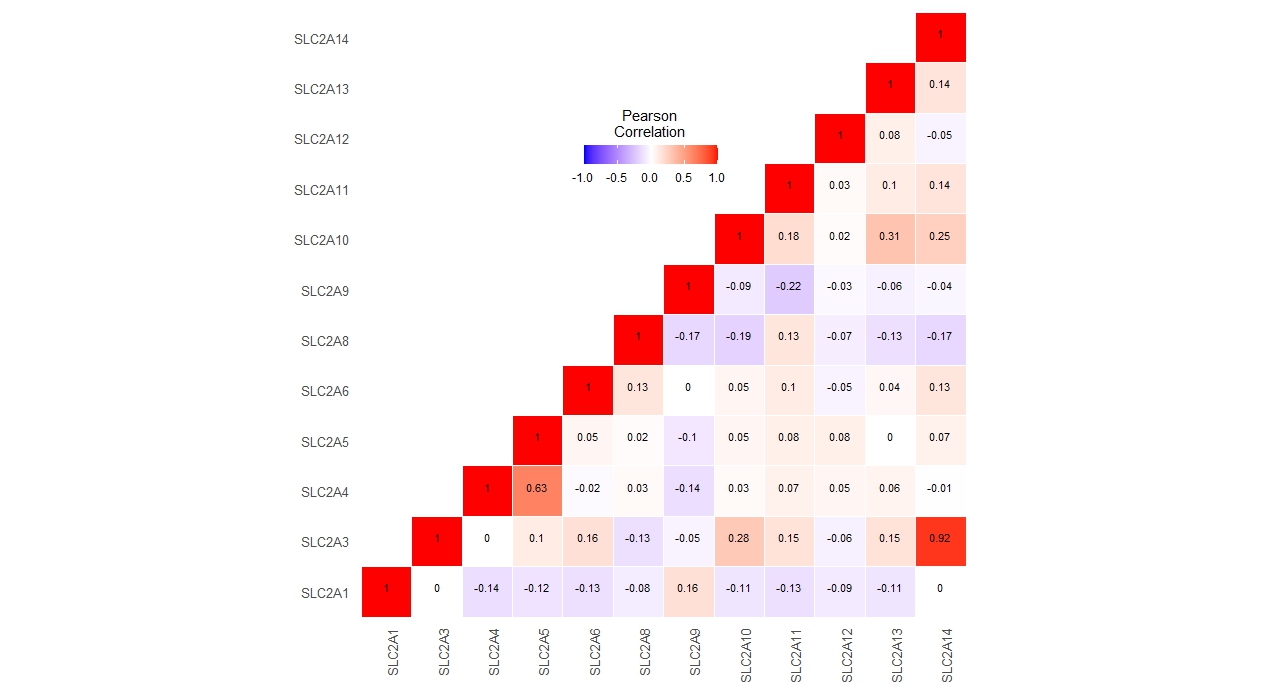 SLC2A14 1
SLC2A13 1 0.14
Pearson
Correlation
-1.0 -0.5 0.0 0.5 1.0
SLC2A12 1 0.08 -0.05
SLC2A11 1 0.03 0.1 0.14
SLC2A10 1 0.18 0.02 0.31 0.25
SLC2A9 1 -0.09 -0.22 -0.03 -0.06 -0.04
SLC2A8 1 -0.17 -0.19 0.13 -0.07 -0.13 -0.17
SLC2A6 1 0.13 0 0.05 0.1 -0.05 0.04 0.13
SLC2A5 1 0.05 0.02 -0.1 0.05 0.08 0.08 0 0.07
SLC2A4 1 0.63 -0.02 0.03 -0.14 0.03 0.07 0.05 0.06 -0.01
SLC2A3 1 0 0.1 0.16 -0.13 -0.05 0.28 0.15 -0.06 0.15 0.92
SLC2A1 1 0 -0.14 -0.12 -0.13 -0.08 0.16 -0.11 -0.13 -0.09 -0.11 0
SLC2A1 SLC2A3 SLC2A4 SLC2A5 SLC2A6 SLC2A8 SLC2A9 SLC2A10 SLC2A11 SLC2A12 SLC2A13 SLC2A14